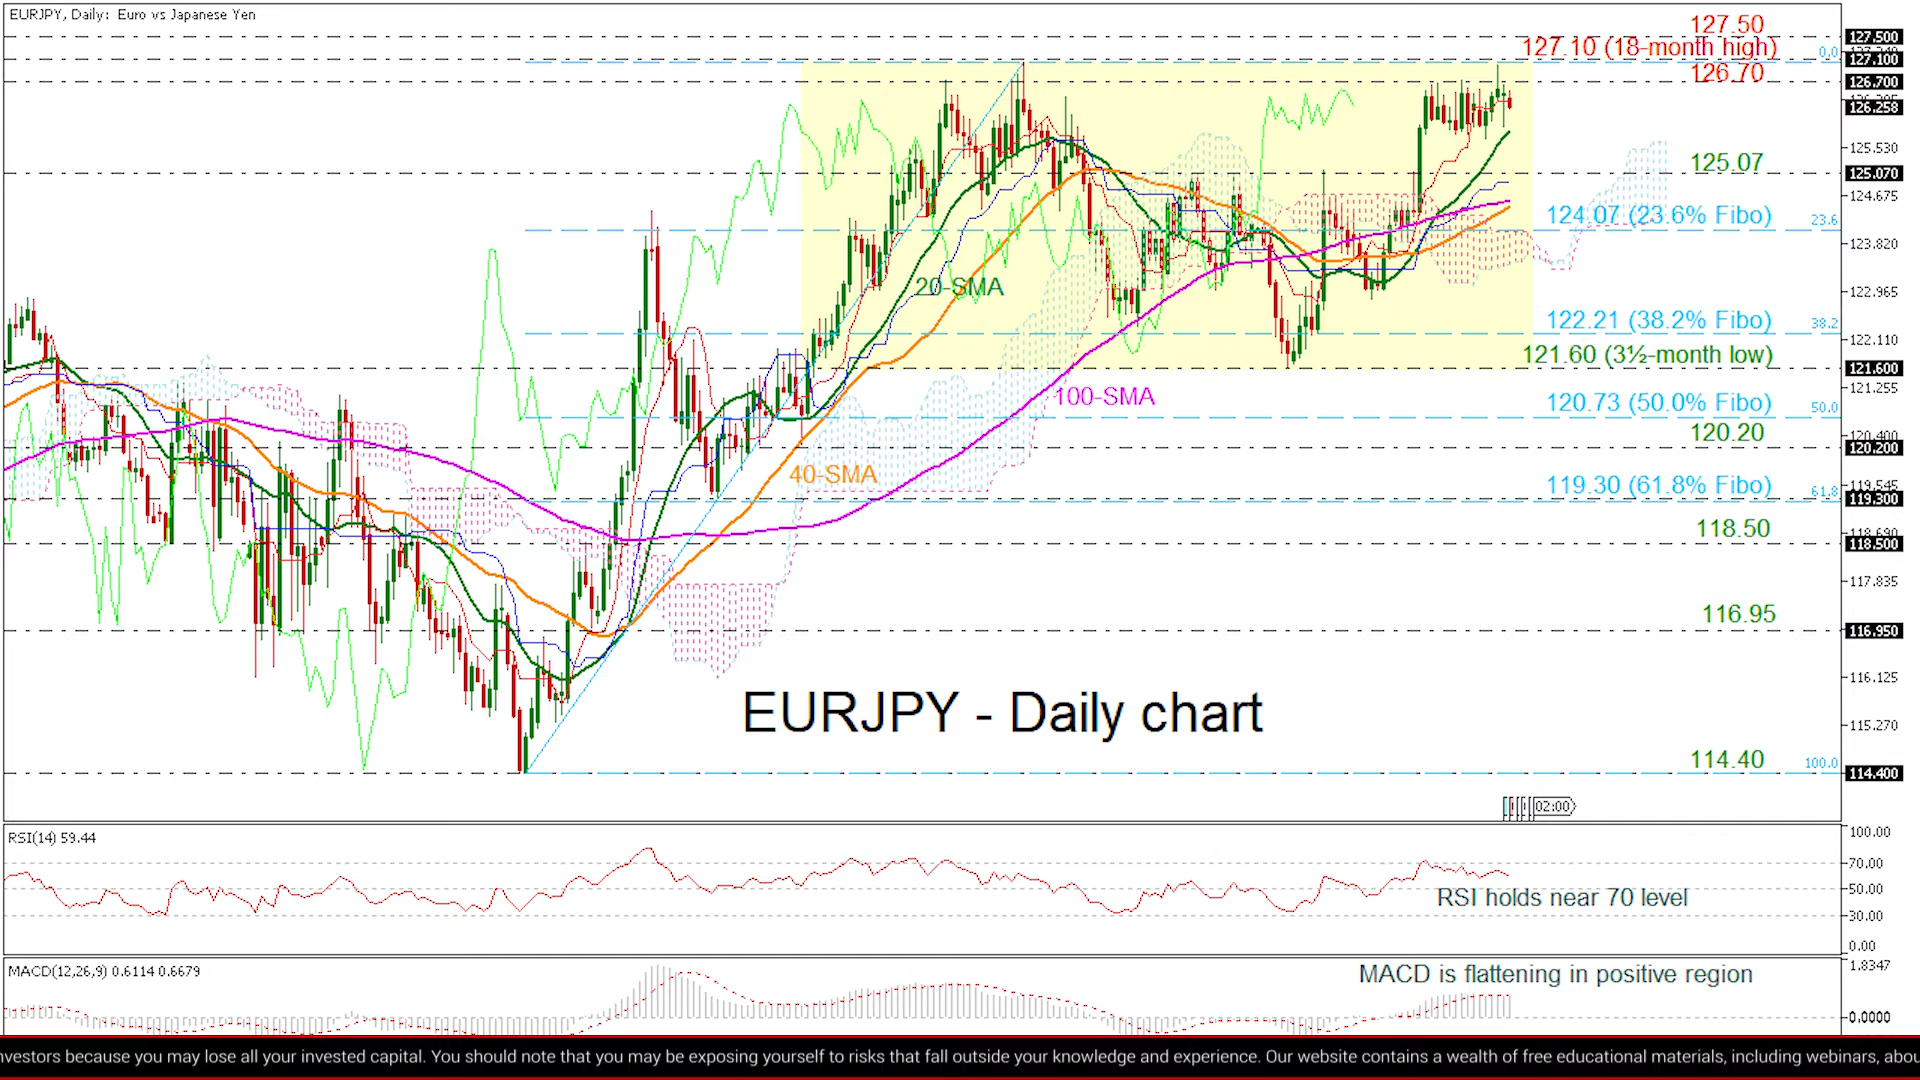 EURJPY, Daily: Euro vs Japanese Yen
127.50
127.500
127.10 (18-month high)
0.0
127.100
126.70
126.700
126.258
125.530
125.07
125.070
124.675
124.07 (23.6% Fibo)
23.6
123.820
20-SMA
122.965
122.21 (38.2% Fibo)
38.2
122.110
121.60 (3½-month low)
121.600
121.255
100-SMA
120.73 (50.0% Fibo)
50.0
120.20
120.400
120.200
40-SMA
119.30 (61.8% Fibo)
61.8
119.545
119.300
118.50
118.690
118.500
117.835
116.95
116.950
116.125
EURJPY - Daily chart
115.270
114.40
100.0
114.400
02:00
RSI(14) 59.44
100.00
70.00
50.00
RSI holds near 70 level
30.00
0.00
MACD(12,26,9) 0.6114 0.6679
1.8347
MACD is flattening in positive region
0.0000
nvestors because you may lose all your invested capital. You should note that you may be exposing yourself to risks that fall outside your knowledge and experience. Our website contains a wealth of free educational materials, including webinars, abou